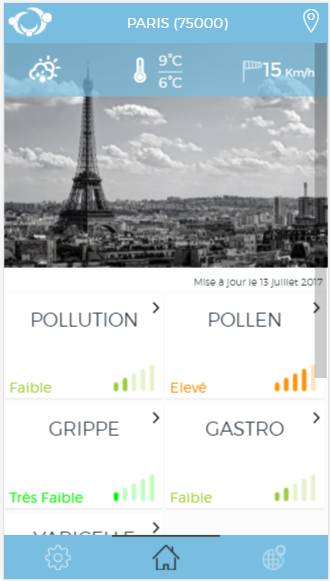 PARIS (75000)
9°C
6°C
15 Km/h
Mise à jour le 13 juillet 2017
POLLUTION
POLLEN
Faible
Elevé
GRIPPE
GASTRO
Très Faible
Faible
VARICELLE